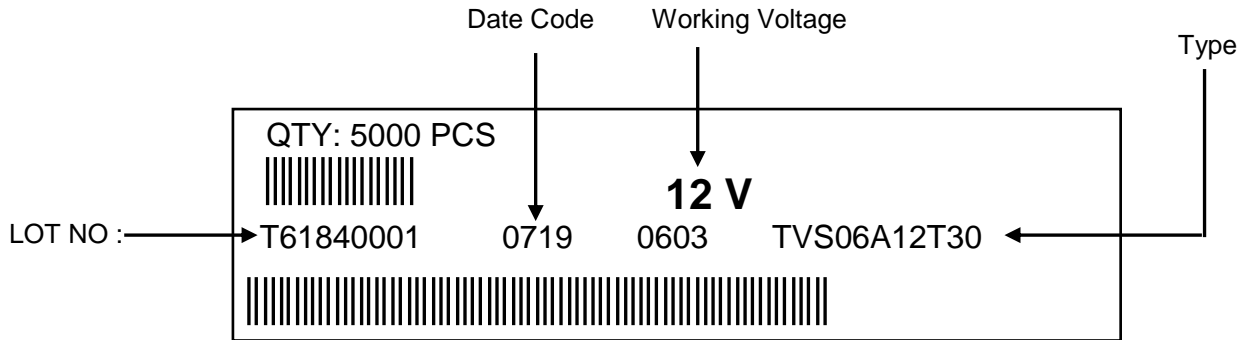 Date Code Working Voltage
Type
QTY: 5000 PCS
12 V
LOT NO : T61840001 0719 0603 TVS06A12T30